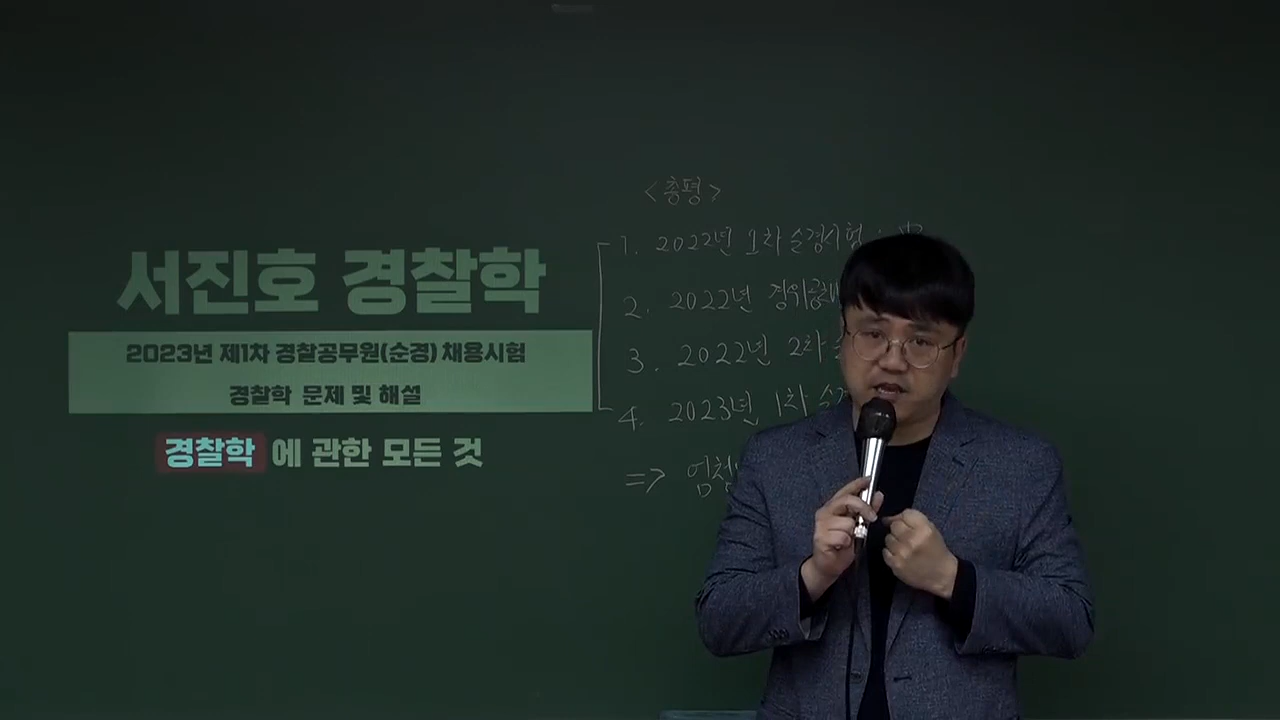 서진호 경찰학
2023년 제1차 경찰공무원(순경) 채용시험
경찰학 문제 및 해설
경찰학 에 관한 모든 것
<총평>
1. 2022년 1차 순경시험 :
2. 2022년
3. 2022년 2차
4. 2023년 1차
=>